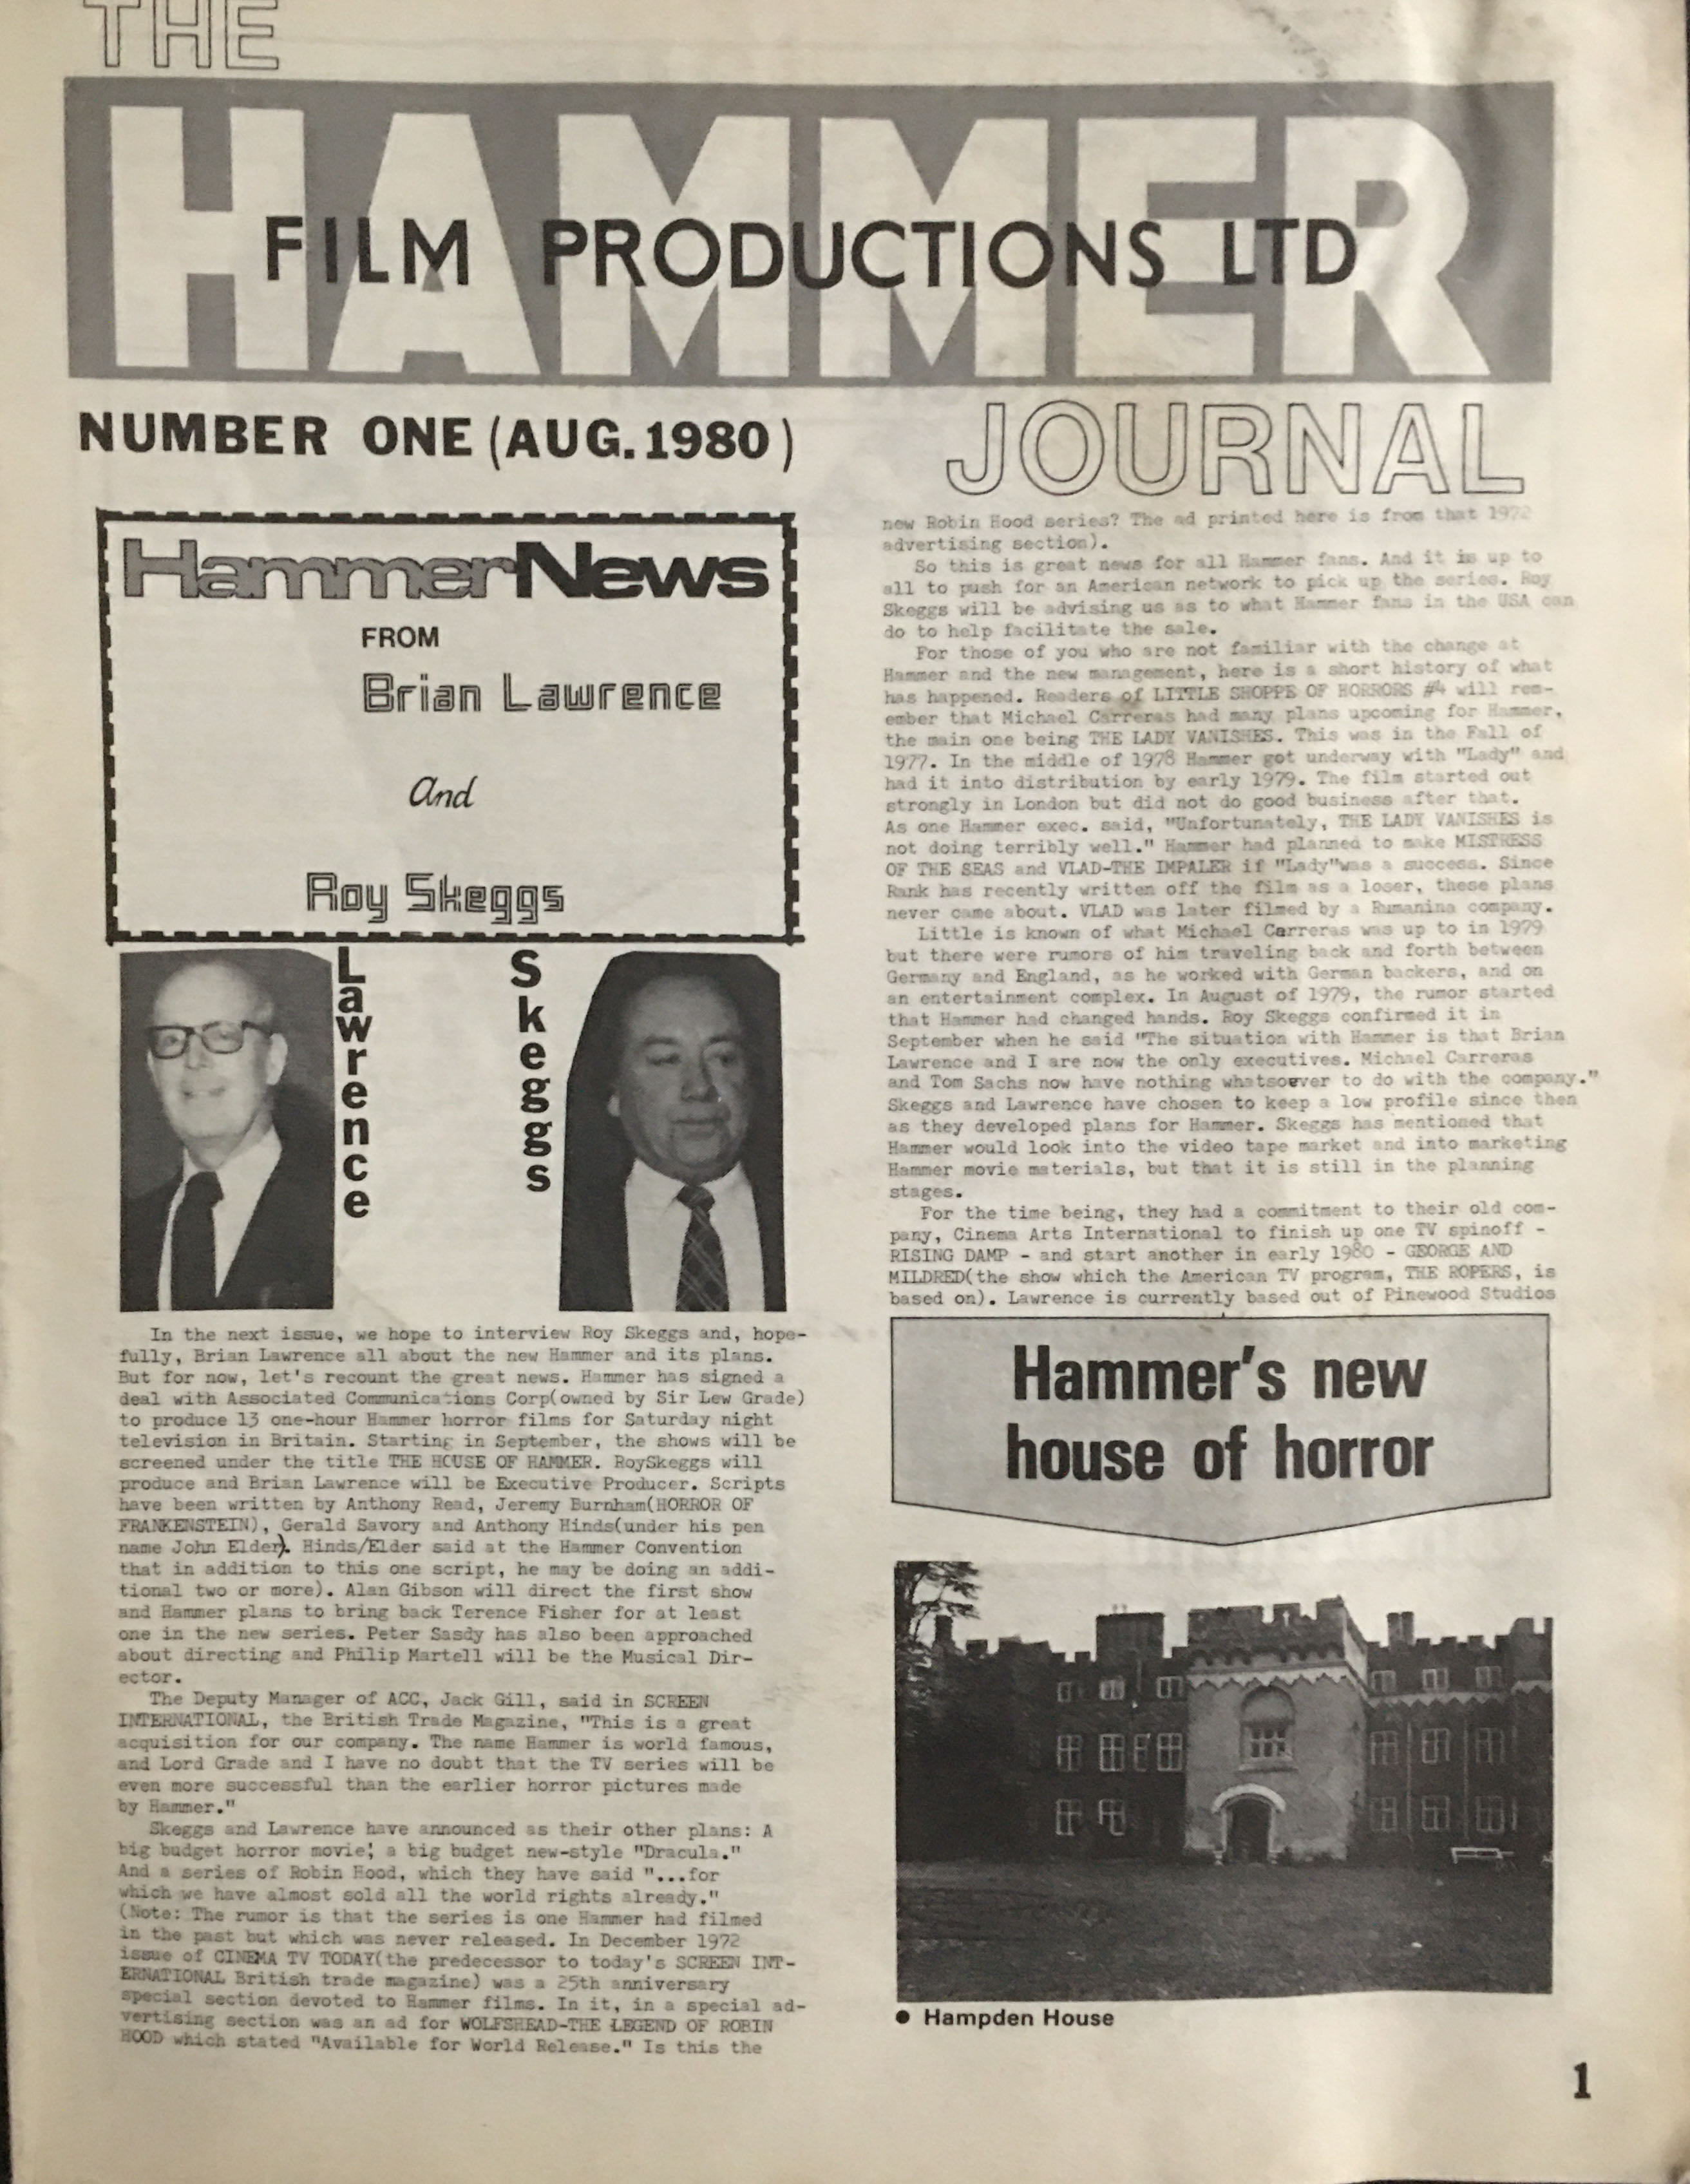 THE
HAMMER
FILM PRODUCTIONS LTD
JOURNAL
NUMBER ONE (AUG. 1980)
HammerNews
FROM
Brian Lawrence
And
Roy Skeggs
Lawrence
Skeggs
In the next issue, we hope to interview Roy Skeggs and, hope-
fully, Brian Lawrence all about the new Hammer and its plans.
But for now, let's recount the great news. Hammer has signed a
deal with Associated Communications Corp(owned by Sir Lew Grade)
to produce 13 one-hour Hammer horror films for Saturday night
television in Britain. Starting in September, the shows will be
screened under the title THE HOUSE OF HAMMER. RoySkeggs will
produce and Brian Lawrence will be Executive Producer. Scripts
have been written by Anthony Read, Jeremy Burnham(HORROR OF
FRANKENSTEIN), Gerald Savory and Anthony Hinds(under his pen
name John Elder). Hinds/Elder said at the Hammer Convention
that in addition to this one script, he may be doing an addi-
tional two or more). Alan Gibson will direct the first show
and Hammer plans to bring back Terence Fisher for at least
one in the new series. Peter Sasdy has also been approached
about directing and Philip Martell will be the Musical Dir-
ector.
The Deputy Manager of ACC, Jack Gill, said in SCREEN
INTERNATIONAL, the British Trade Magazine, "This is a great
acquisition for our company. The name Hammer is world famous,
and Lord Grade and I have no doubt that the TV series will be
even more successful than the earlier horror pictures made
by Hammer."
Skeggs and Lawrence have announced as their other plans: A
big budget horror movie; a big budget new-style "Dracula."
And a series of Robin Hood, which they have said "...for
which we have almost sold all the world rights already."
(Note: The rumor is that the series is one Hammer had filmed
in the past but which was never released. In December 1972
issue of CINEMA TV TODAY(the predecessor to today's SCREEN INT-
ERNATIONAL British trade magazine) was a 25th anniversary
special section devoted to Hammer films. In it, in a special ad-
vertising section was an ad for WOLFSHEAD-THE LEGEND OF ROBIN
HOOD which stated "Available for World Release." Is this the
new Robin Hood series? The ad printed here is from that 1972
advertising section).
So this is great news for all Hammer fans. And it is up to
all to push for an American network to pick up the series. Roy
Skeggs will be advising us as to what Hammer fans in the USA can
do to help facilitate the sale.
For those of you who are not familiar with the change at
Hammer and the new management, here is a short history of what
has happened. Readers of LITTLE SHOPPE OF HORRORS #4 will rem-
ember that Michael Carreras had many plans upcoming for Hammer,
the main one being THE LADY VANISHES. This was in the Fall of
1977. In the middle of 1978 Hammer got underway with "Lady" and
had it into distribution by early 1979. The film started out
strongly in London but did not do good business after that.
As one Hammer exec. said, "Unfortunately, THE LADY VANISHES is
not doing terribly well." Hammer had planned to make MISTRESS
OF THE SEAS and VLAD-THE IMPALER if "Lady"was a success. Since
Rank has recently written off the film as a loser, these plans
never came about. VLAD was later filmed by a Rumanina company.
Little is known of what Michael Carreras was up to in 1979
but there were rumors of him traveling back and forth between
Germany and England, as he worked with German backers, and on
an entertainment complex. In August of 1979, the rumor started
that Hammer had changed hands. Roy Skeggs confirmed it in
September when he said "The situation with Hammer is that Brian
Lawrence and I are now the only executives. Michael Carreras
and Tom Sachs now have nothing whatsoever to do with the company."
Skeggs and Lawrence have chosen to keep a low profile since then
as they developed plans for Hammer. Skeggs has mentioned that
Hammer would look into the video tape market and into marketing
Hammer movie materials, but that it is still in the planning
stages.
For the time being, they had a commitment to their old com-
pany, Cinema Arts International to finish up one TV spinoff -
RISING DAMP - and start another in early 1980 - GEORGE AND
MILDRED(the show which the American TV program, THE ROPERS, is
based on). Lawrence is currently based out of Pinewood Studios
Hammer's new
house of horror
● Hampden House
1